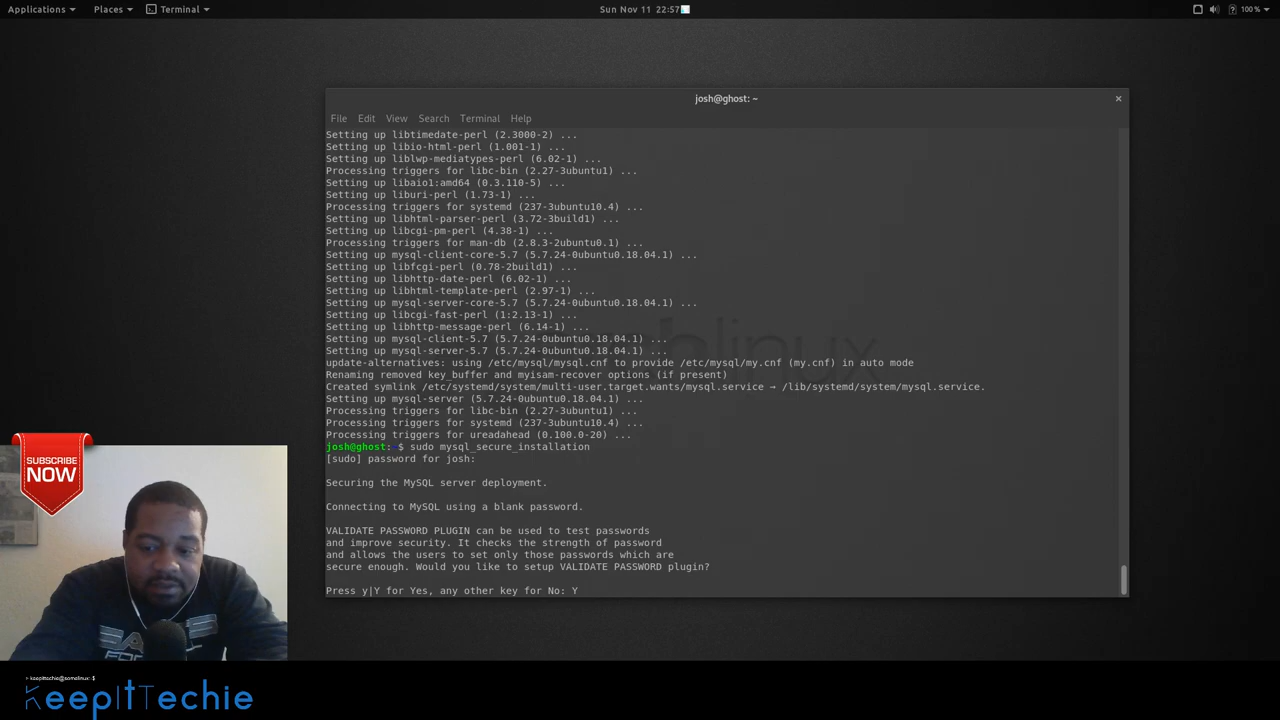 Applications Places Terminal Sun Nov 11 22:57 100%
josh@ghost: ~
File Edit View Search Terminal Help
Setting up libtimedate-perl (2.3000-2) ...
Setting up libio-html-perl (1.001-1) ...
Setting up liblwp-mediatypes-perl (6.02-1) ...
Processing triggers for libc-bin (2.27-3ubuntu1) ...
Setting up libaio1:amd64 (0.3.110-5) ...
Setting up liburi-perl (1.73-1) ...
Processing triggers for systemd (237-3ubuntu10.4) ...
Setting up libhtml-parser-perl (3.72-3build1) ...
Setting up libcgi-pm-perl (4.38-1) ...
Processing triggers for man-db (2.8.3-2ubuntu0.1) ...
Setting up mysql-client-core-5.7 (5.7.24-0ubuntu0.18.04.1) ...
Setting up libfcgi-perl (0.78-2build1) ...
Setting up libhttp-date-perl (6.02-1) ...
Setting up libhtml-template-perl (2.97-1) ...
Setting up mysql-server-core-5.7 (5.7.24-0ubuntu0.18.04.1) ...
Setting up libcgi-fast-perl (1:2.13-1) ...
Setting up libhttp-message-perl (6.14-1) ...
Setting up mysql-client-5.7 (5.7.24-0ubuntu0.18.04.1) ...
Setting up mysql-server-5.7 (5.7.24-0ubuntu0.18.04.1) ...
update-alternatives: using /etc/mysql/mysql.cnf to provide /etc/mysql/my.cnf (my.cnf) in auto mode
Renaming removed key_buffer and myisam-recover options (if present)
Created symlink /etc/systemd/system/multi-user.target.wants/mysql.service → /lib/systemd/system/mysql.service.
Setting up mysql-server (5.7.24-0ubuntu0.18.04.1) ...
Processing triggers for libc-bin (2.27-3ubuntu1) ...
Processing triggers for systemd (237-3ubuntu10.4) ...
Processing triggers for ureadahead (0.100.0-20) ...
josh@ghost: $ sudo mysql_secure_installation
[sudo] password for josh:
Securing the MySQL server deployment.
Connecting to MySQL using a blank password.
VALIDATE PASSWORD PLUGIN can be used to test passwords
and improve security. It checks the strength of password
and allows the users to set only those passwords which are
secure enough. Would you like to setup VALIDATE PASSWORD plugin?
Press y|Y for Yes, any other key for No: Y
SUBSCRIBE
NOW
> keepittechie@somelinux:-$
KeepItTechie